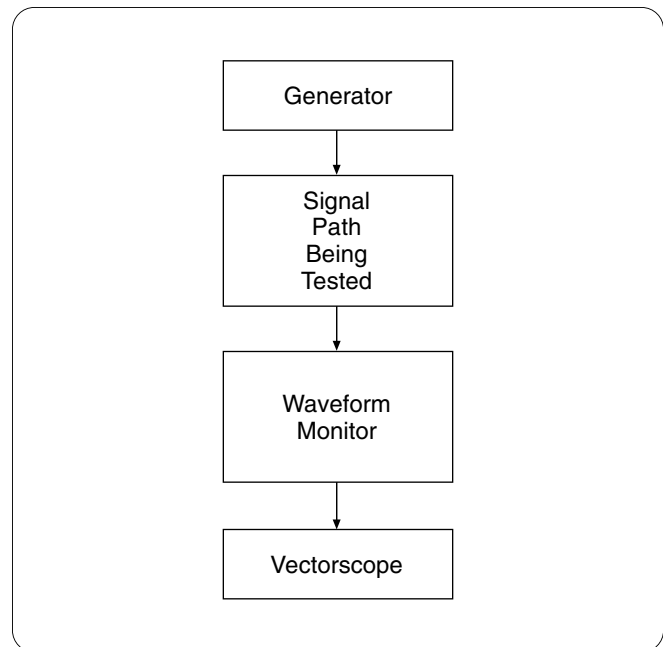 Generator
Signal
Path
Being
Tested
Waveform
Monitor
Vectorscope